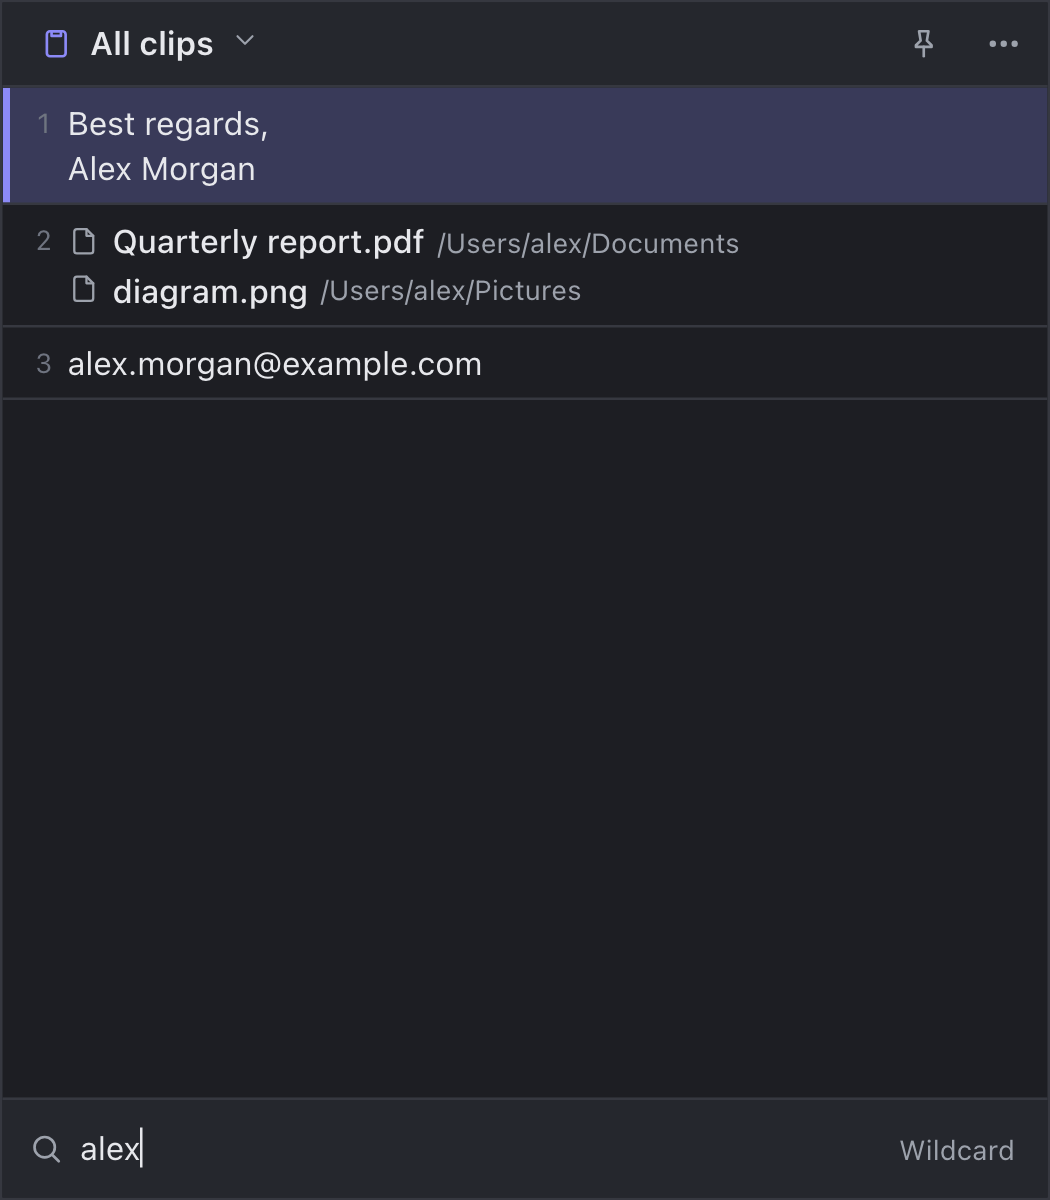 All clips
1 Best regards,
Alex Morgan
2 Quarterly report.pdf /Users/alex/Documents
diagram.png /Users/alex/Pictures
3 alex.morgan@example.com
alex Wildcard